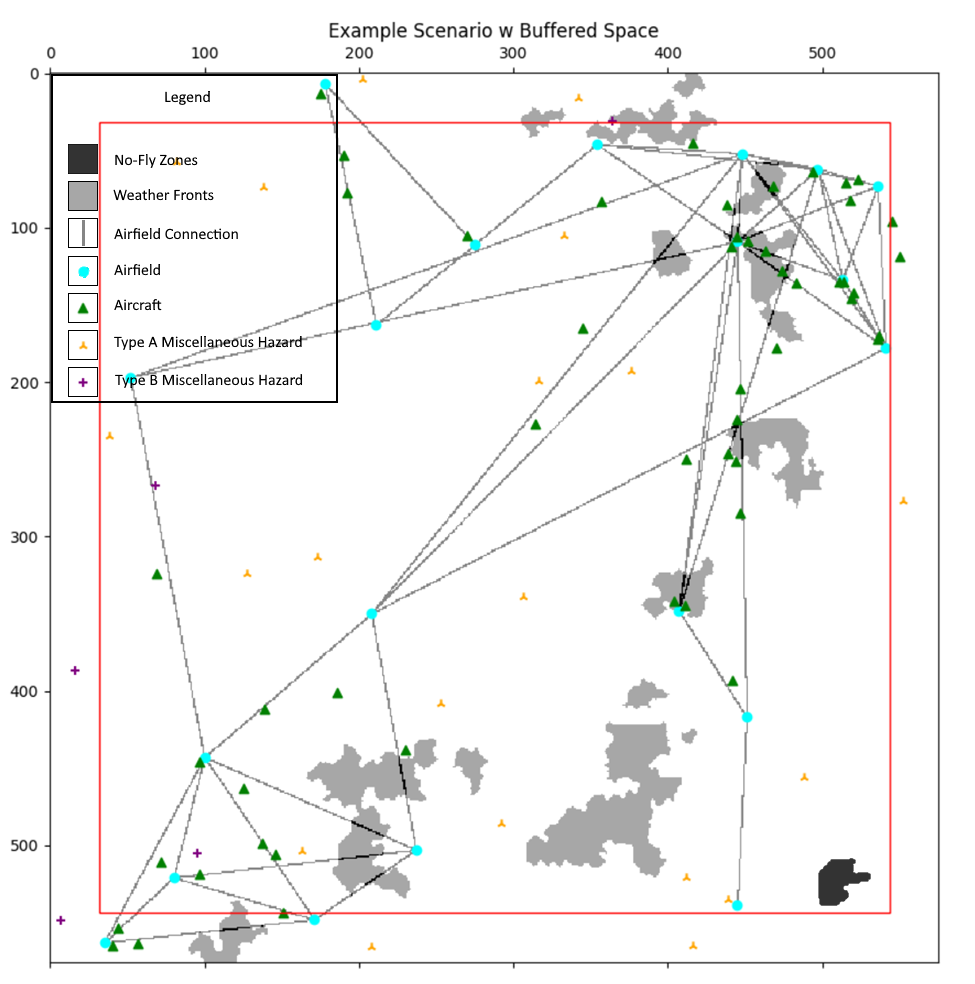 Example Scenario w Buffered Space
0 100 200 300 400 500
0
100
200
300
400
500
Legend
No-Fly Zones
Weather Fronts
Airfield Connection
Airfield
Aircraft
Type A Miscellaneous Hazard
Type B Miscellaneous Hazard